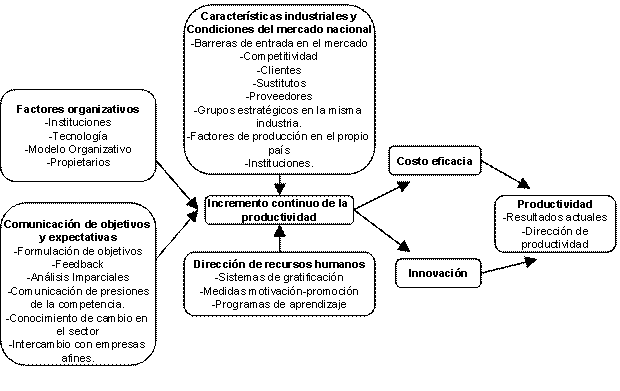 Características industriales y
Condiciones del mercado nacional
-Barreras de entrada en el mercado
-Competitividad
-Clientes
-Sustitutos
-Proveedores
-Grupos estratégicos en la misma
industria.
-Factores de producción en el propio
país
-Instituciones.
Factores organizativos
-Instituciones
-Tecnología
-Modelo Organizativo
-Propietarios
Comunicación de objetivos
y expectativas
-Formulación de objetivos
-Feedback
-Análisis Imparciales
-Comunicación de presiones
de la competencia.
-Conocimiento de cambio en
el sector
-Intercambio con empresas
afines.
Incremento continuo de la
productividad
Dirección de recursos humanos
-Sistemas de gratificación
-Medidas motivación-promoción
-Programas de aprendizaje
Costo eficacia
Innovación
Productividad
-Resultados actuales
-Dirección de
productividad